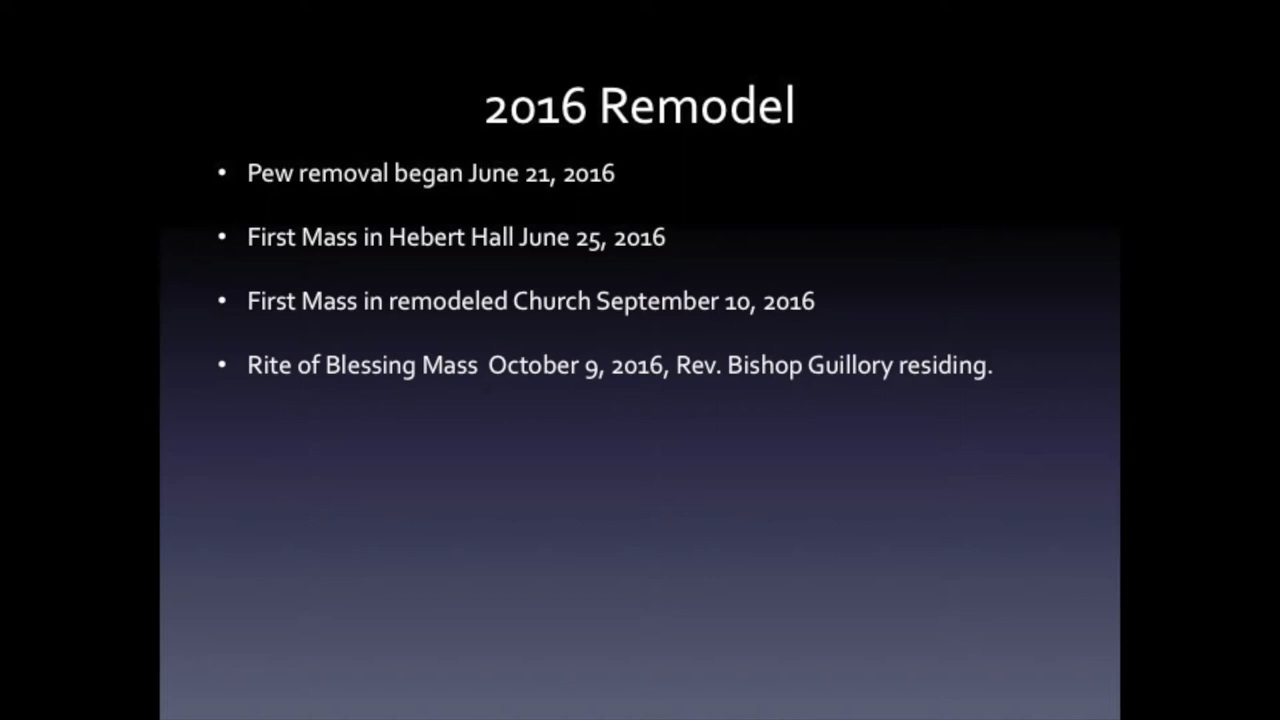 2016 Remodel
• Pew removal began June 21, 2016
• First Mass in Hebert Hall June 25, 2016
• First Mass in remodeled Church September 10, 2016
• Rite of Blessing Mass  October 9, 2016, Rev. Bishop Guillory residing.